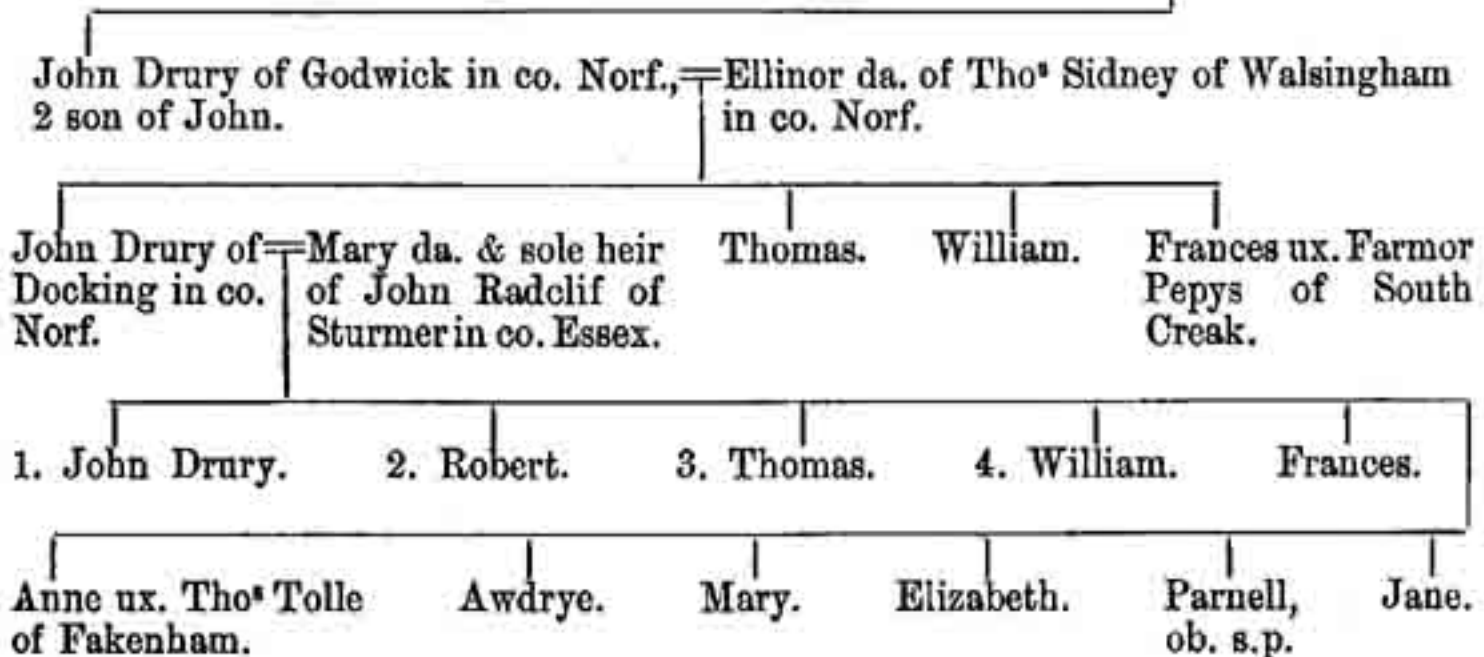 John Drury of Godwick in co. Norf.,=Ellinor da. of Thoˢ Sidney of Walsingham
2 son of John. in co. Norf.
John Drury of=Mary da. & sole heir Thomas. William. Frances ux. Farmor
Docking in co. of John Radclif of Pepys of South
Norf. Sturmer in co. Essex. Creak.
1. John Drury. 2. Robert. 3. Thomas. 4. William. Frances.
Anne ux. Thoˢ Tolle Awdrye. Mary. Elizabeth. Parnell, Jane.
of Fakenham. ob. s.p.